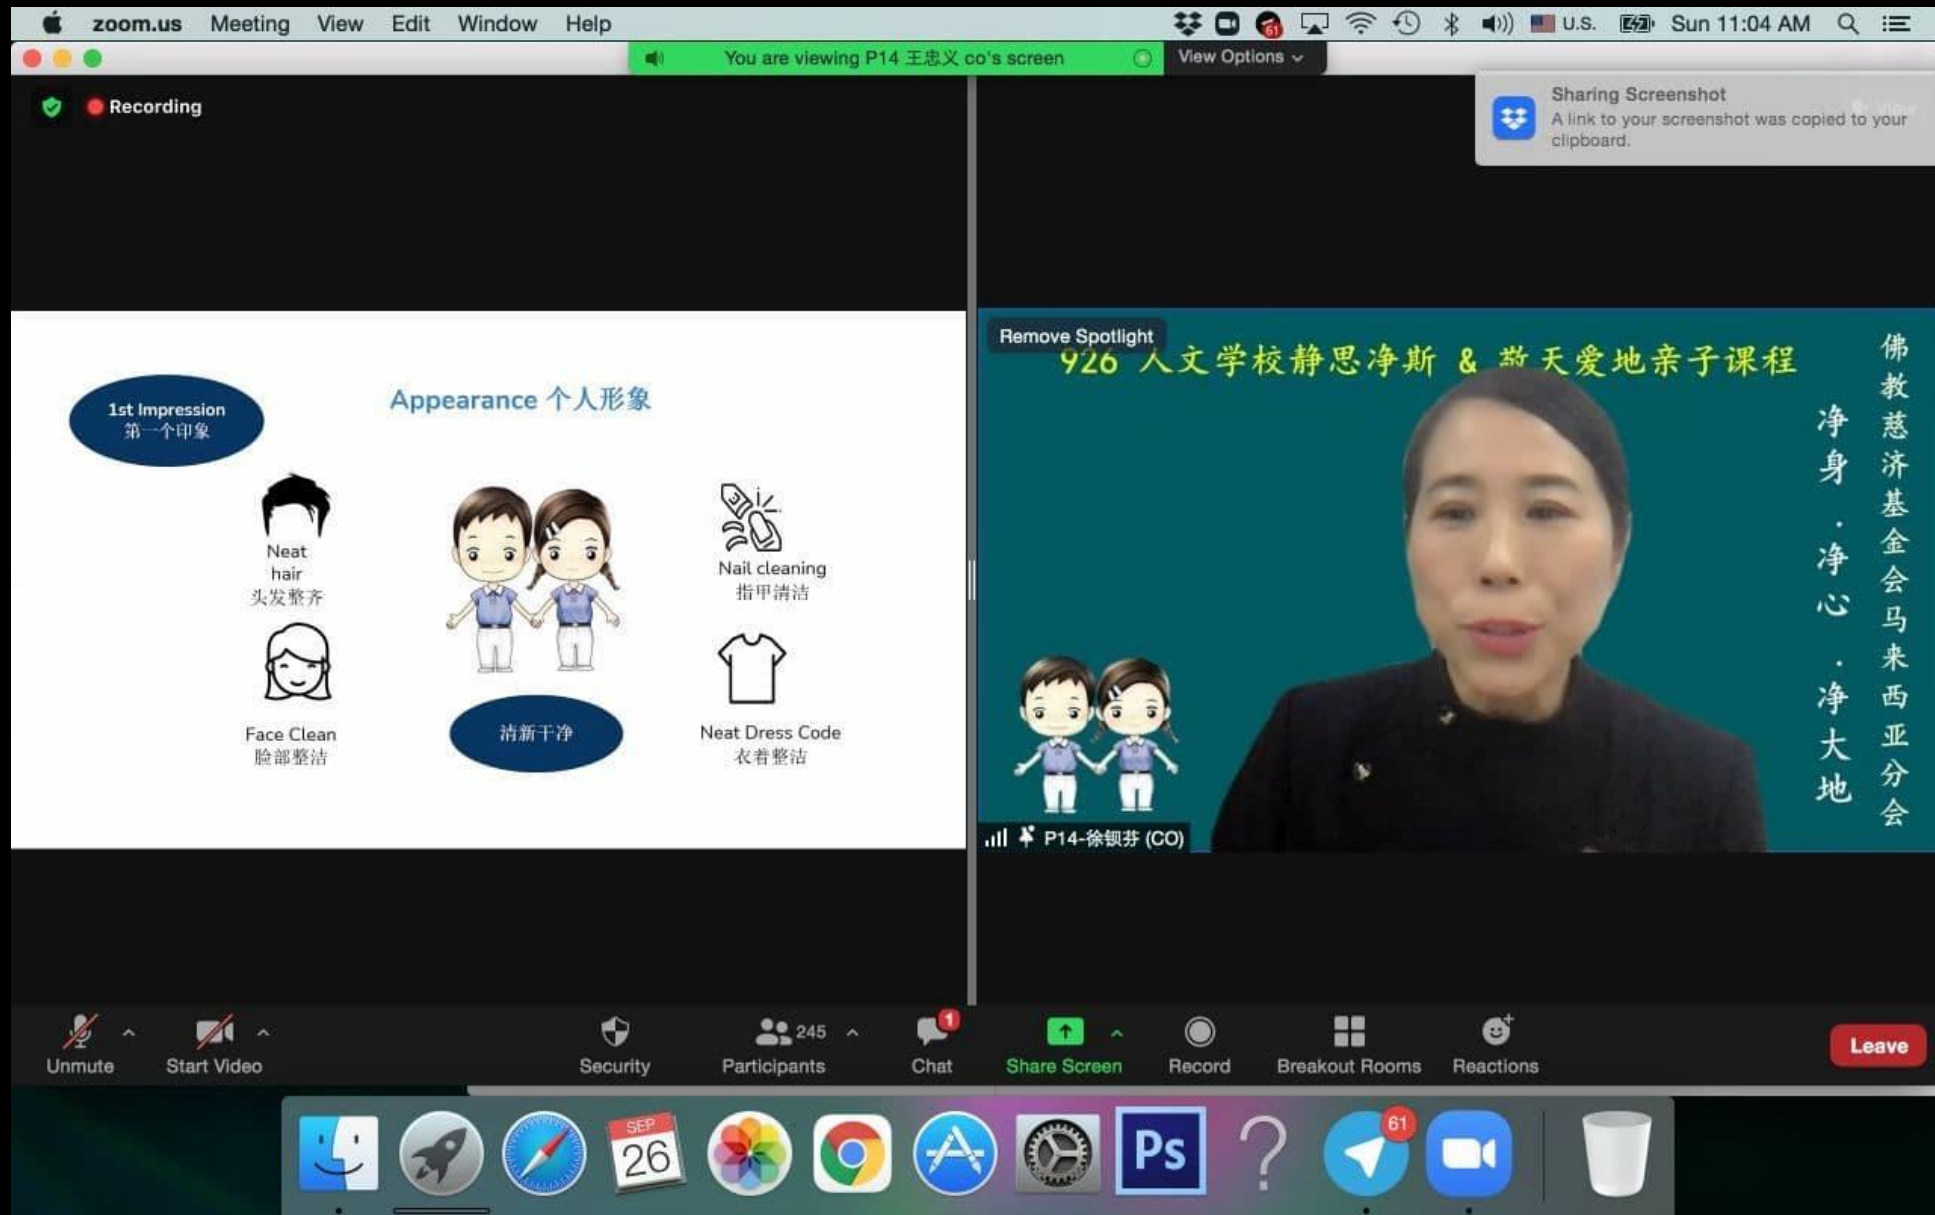 zoom.us Meeting View Edit Window Help
61
U.S.
Sun 11:04 AM
You are viewing P14 王忠义 co's screen
View Options
Recording
Sharing Screenshot
A link to your screenshot was copied to your
clipboard.
View
1st Impression
第一个印象
Appearance 个人形象
Neat
hair
头发整齐
Nail cleaning
指甲清洁
Face Clean
脸部整洁
清新干净
Neat Dress Code
衣着整洁
Remove Spotlight
926 人文学校静思净斯 & 敬天爱地亲子课程
佛教慈济基金会马来西亚分会
净身.净心.净大地
P14-徐钡芬 (CO)
Unmute
Start Video
Security
245
Participants
1
Chat
Share Screen
Record
Breakout Rooms
Reactions
Leave
SEP
26
Ps
?
61